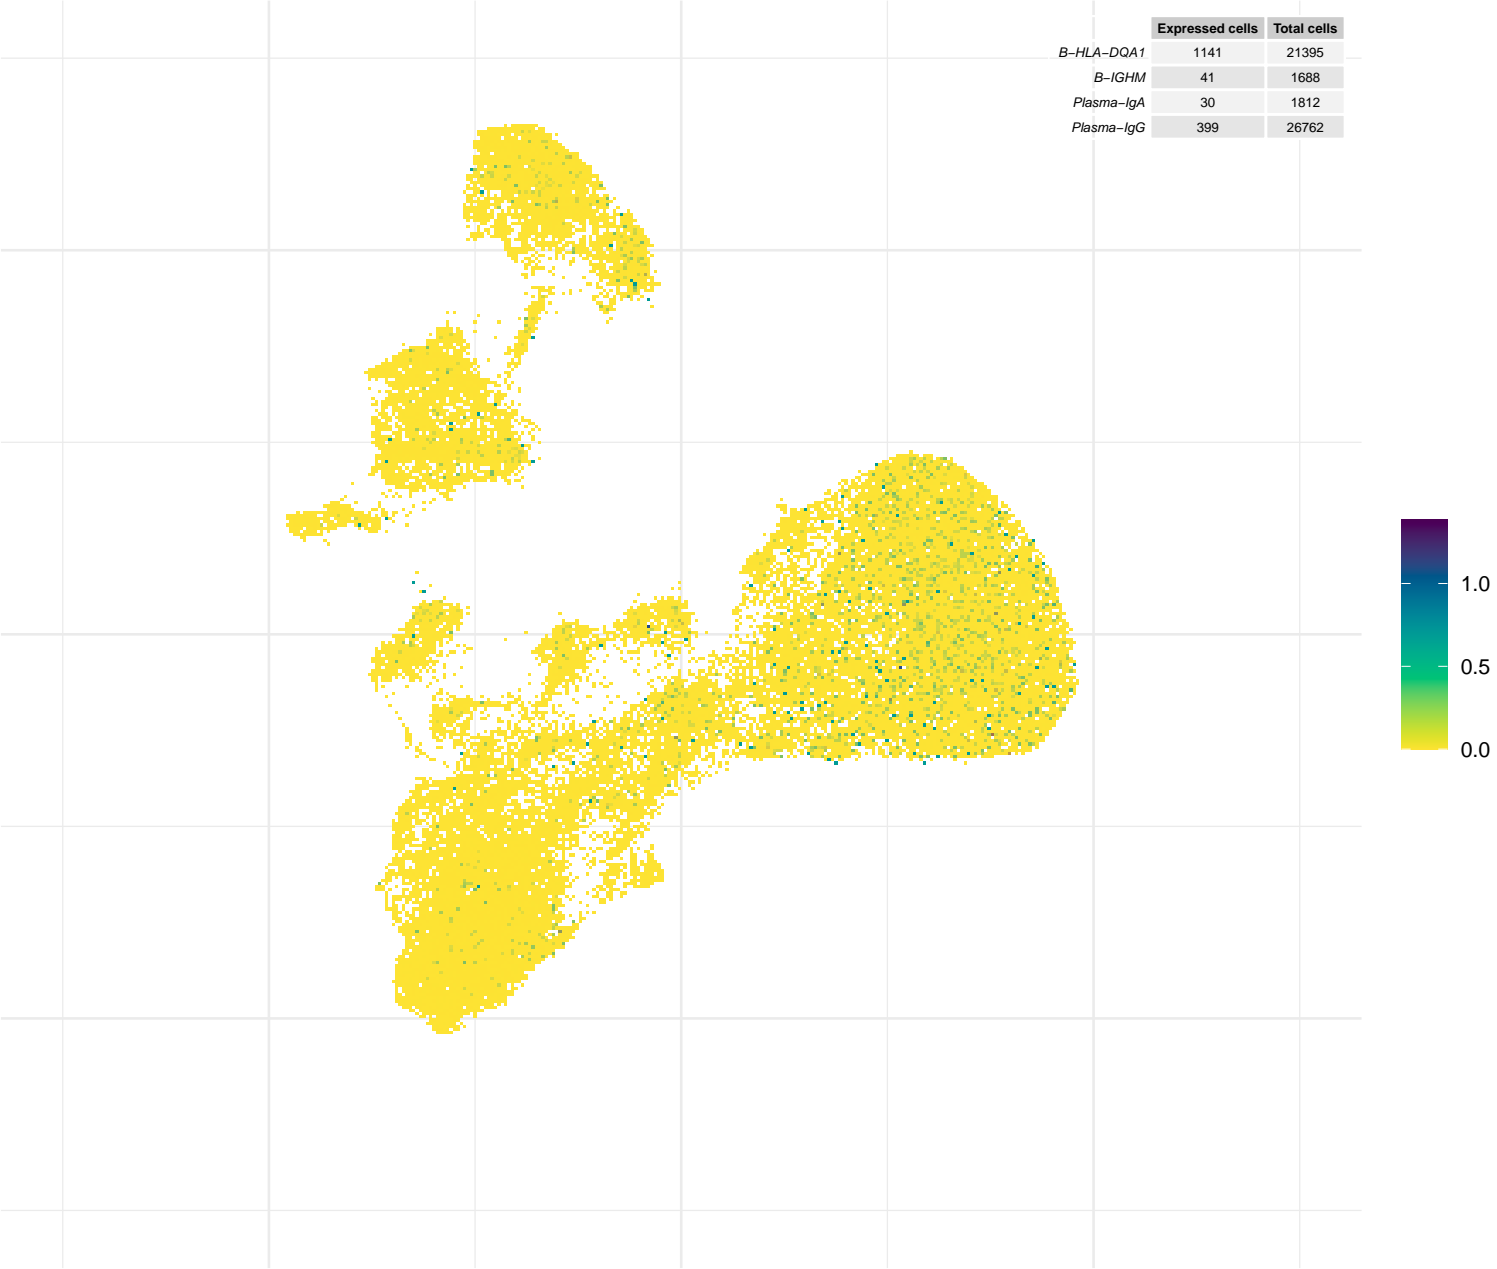 Expressed cells Total cells
B−HLA−DQA1 1141 21395
B−IGHM 41 1688
Plasma−IgA 30 1812
Plasma−IgG 399 26762
1.0
0.5
0.0